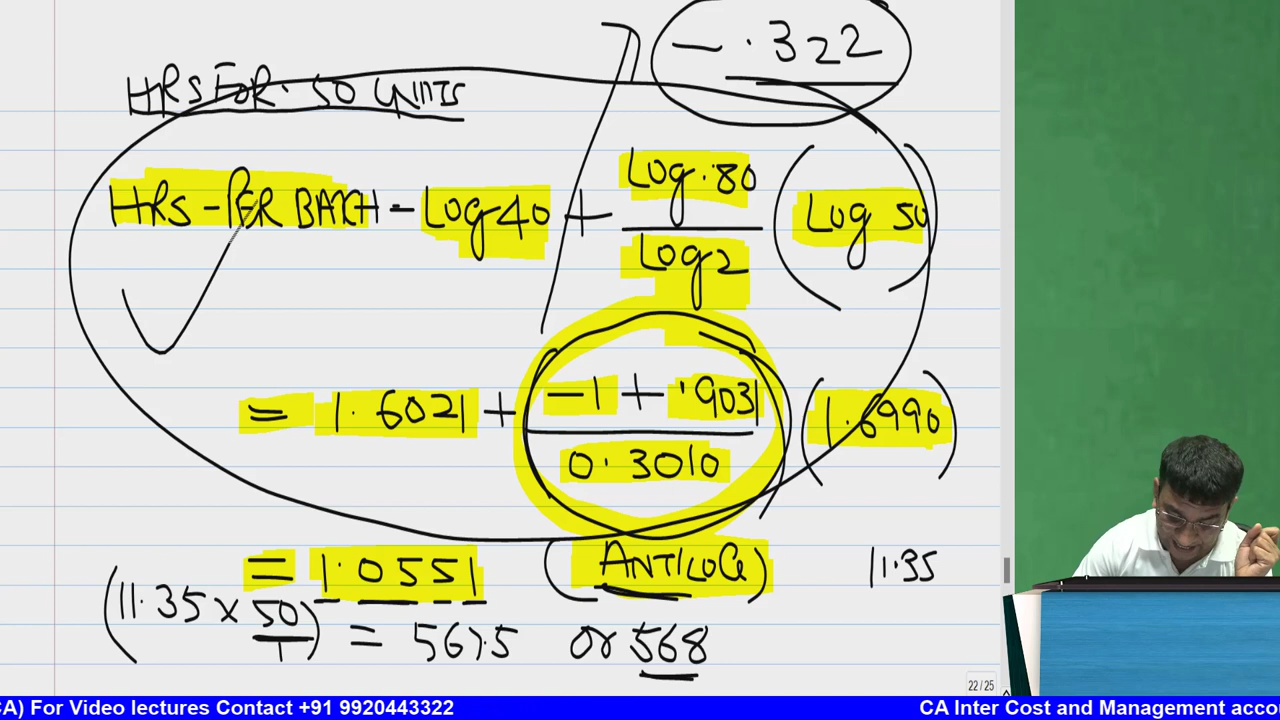 - .322
HRS FOR 50 UNITS
HRS - PER BATCH - Log 40 + Log .80 (Log 50)
Log 2
= 1.6021 + -1 + .9031 (1.6990)
0.3010
= 1.0551 (ANTILOG) 11.35
(11.35 x 50/1) = 567.5 or 568
22 / 25
CA) For Video lectures Contact +91 9920443322 CA Inter Cost and Management acco